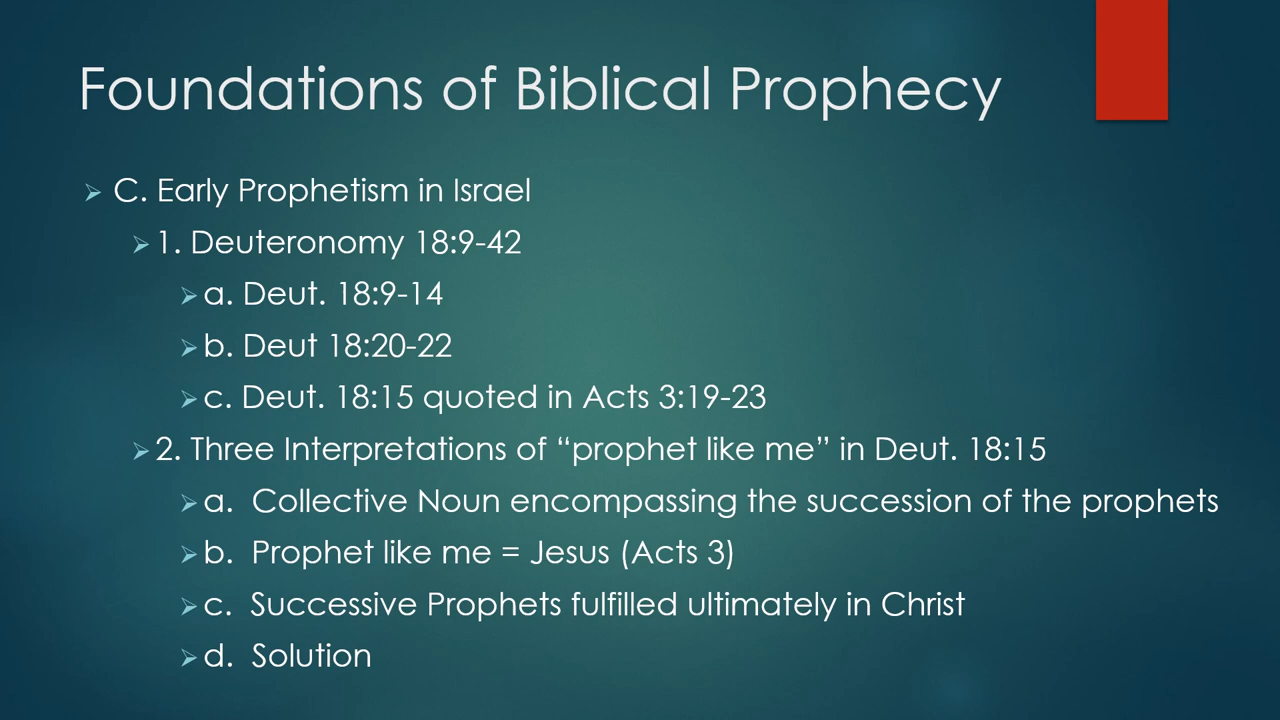 Foundations of Biblical Prophecy
C. Early Prophetism in Israel
1. Deuteronomy 18:9-42
a. Deut. 18:9-14
b. Deut 18:20-22
c. Deut. 18:15 quoted in Acts 3:19-23
2. Three Interpretations of “prophet like me” in Deut. 18:15
a. Collective Noun encompassing the succession of the prophets
b. Prophet like me = Jesus (Acts 3)
c. Successive Prophets fulfilled ultimately in Christ
d. Solution